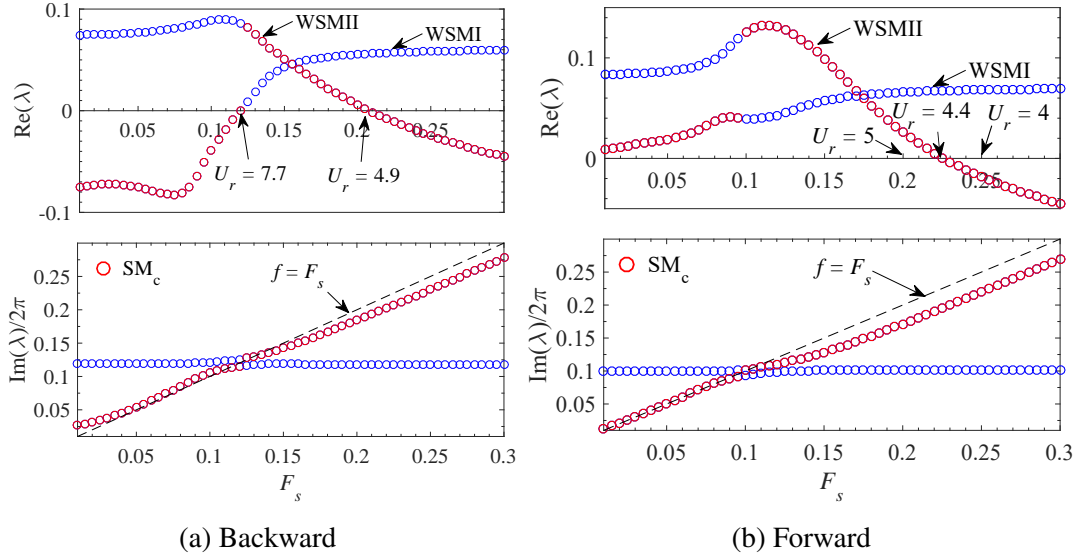 0.1
WSMII
WSMI
Re(λ)
0
0.05
0.1
0.15
0.2
0.25
U_r = 7.7
U_r = 4.9
-0.1
0.25
0.2
0.15
0.1
0.05
Im(λ)/2π
SM_c
f = F_s
0.05
0.1
0.15
0.2
0.25
0.3
F_s
(a) Backward
0.1
WSMII
WSMI
Re(λ)
U_r = 5
U_r = 4.4
U_r = 4
0
0.05
0.1
0.15
0.2
0.25
0.25
0.2
0.15
0.1
0.05
Im(λ)/2π
SM_c
f = F_s
0.05
0.1
0.15
0.2
0.25
0.3
F_s
(b) Forward